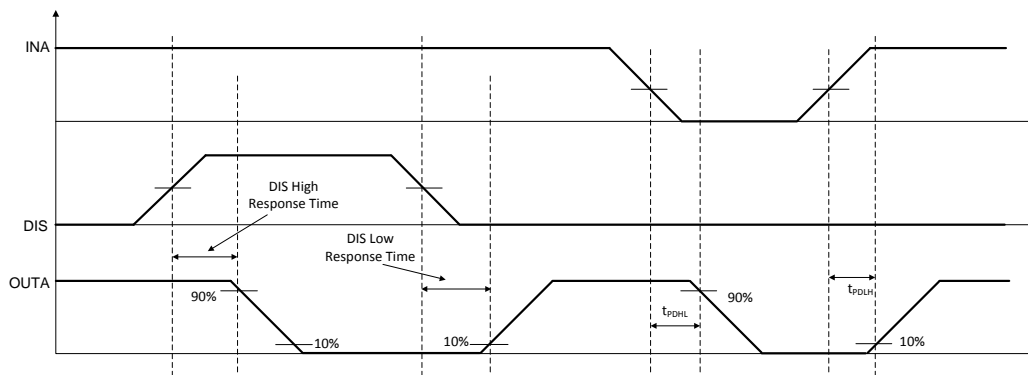 INA
DIS High
Response Time
DIS
DIS Low
Response Time
OUTA
90%
10%
10%
tPDHL
90%
tPDLH
10%